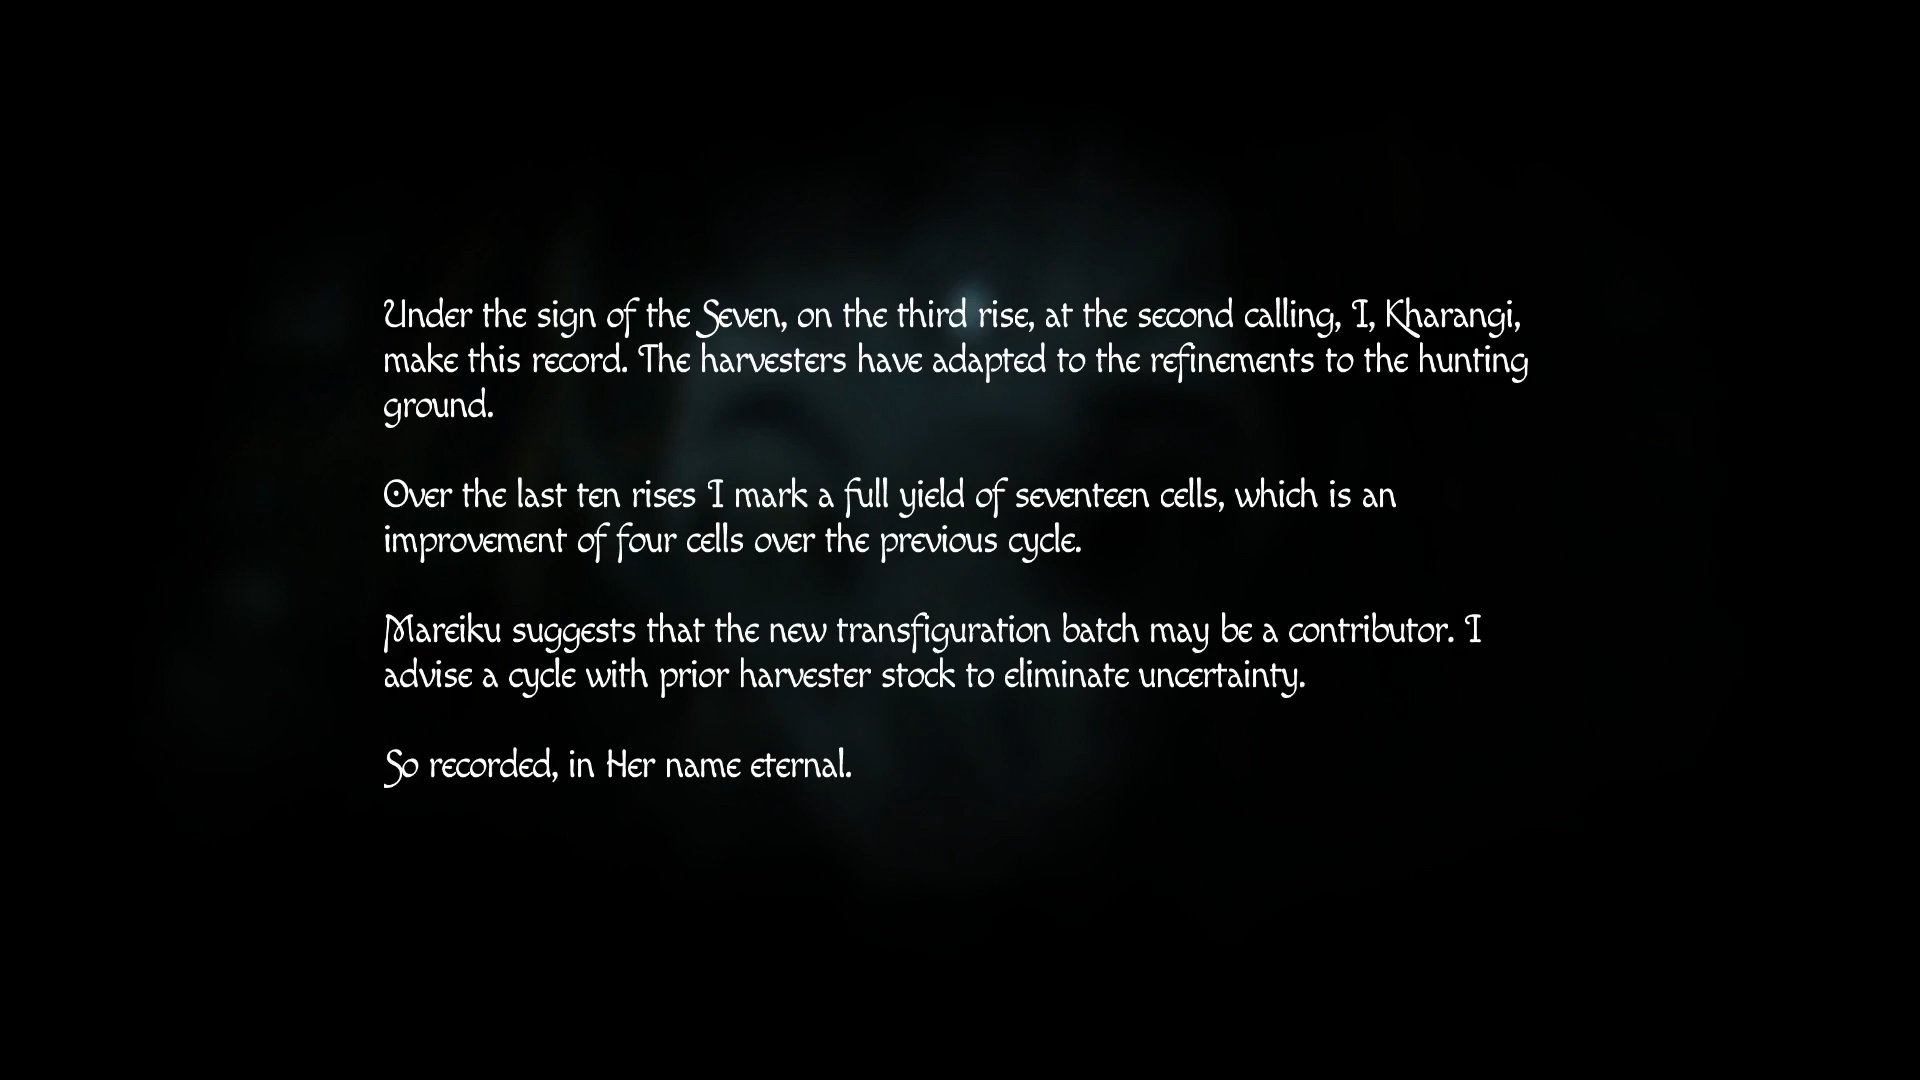 Under the sign of the Seven, on the third rise, at the second calling, I, Kharangi,
make this record. The harvesters have adapted to the refinements to the hunting
ground.
Over the last ten rises I mark a full yield of seventeen cells, which is an
improvement of four cells over the previous cycle.
Mareiku suggests that the new transfiguration batch may be a contributor. I
advise a cycle with prior harvester stock to eliminate uncertainty.
So recorded, in Her name eternal.